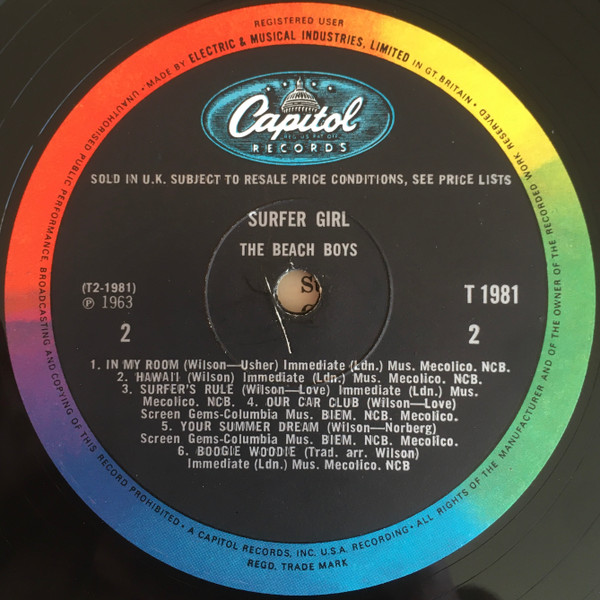 REGISTERED USER
· MADE BY ELECTRIC & MUSICAL INDUSTRIES, LIMITED IN GT. BRITAIN ·
UNAUTHORISED PUBLIC PERFORMANCE, BROADCASTING AND COPYING OF THIS RECORD PROHIBITED ·
ALL RIGHTS OF THE MANUFACTURER AND OF THE OWNER OF THE RECORDED WORK RESERVED
Capitol
REG. U.S. PAT. OFF.
RECORDS
SOLD IN U.K. SUBJECT TO RESALE PRICE CONDITIONS, SEE PRICE LISTS
SURFER GIRL
THE BEACH BOYS
(T2-1981)
℗ 1963
T 1981
2
2
1. IN MY ROOM (Wilson—Usher) Immediate (Ldn.) Mus. Mecolico. NCB.
2. HAWAII (Wilson) Immediate (Ldn.) Mus. Mecolico. NCB.
3. SURFER'S RULE (Wilson—Love) Immediate (Ldn.) Mus.
Mecolico. NCB. 4. OUR CAR CLUB (Wilson—Love)
Screen Gems-Columbia Mus. BIEM. NCB. Mecolico.
5. YOUR SUMMER DREAM (Wilson—Norberg)
Screen Gems-Columbia Mus. BIEM. NCB. Mecolico.
6. BOOGIE WOODIE (Trad. arr. Wilson)
Immediate (Ldn.) Mus. Mecolico. NCB
· A CAPITOL RECORDS, INC. U.S.A. RECORDING ·
REGD. TRADE MARK